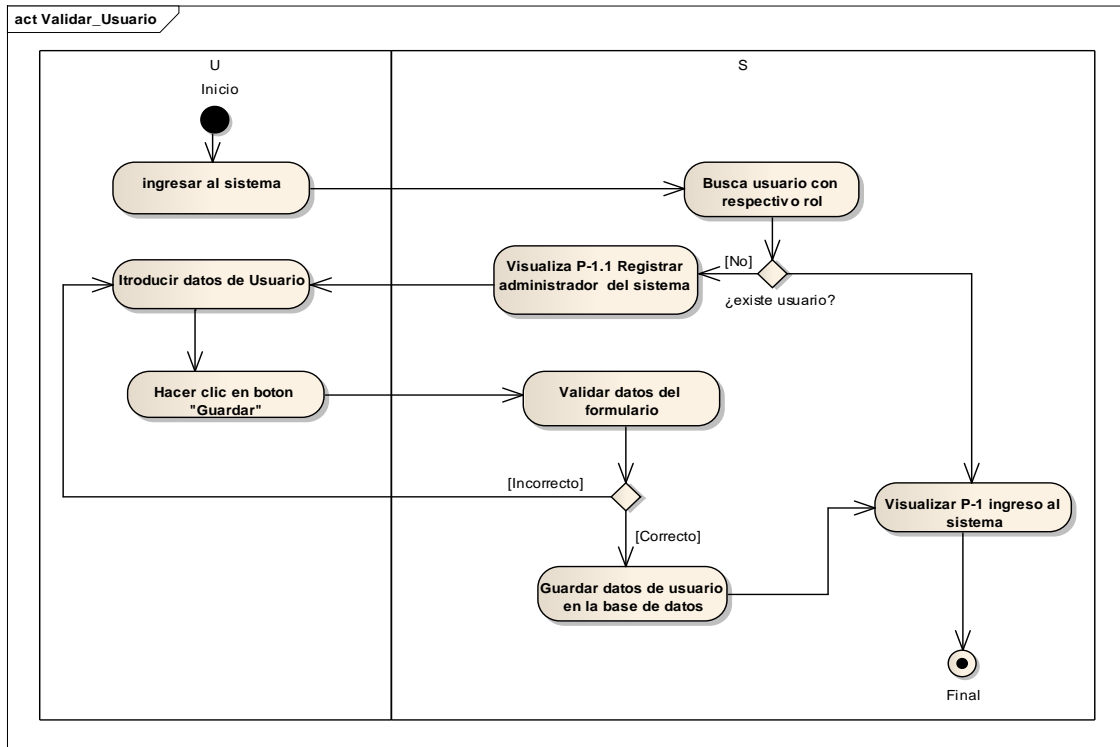 act Validar_Usuario
U
S
Inicio
ingresar al sistema
Busca usuario con
respectivo rol
[No]
¿existe usuario?
Visualiza P-1.1 Registrar
administrador del sistema
Itroducir datos de Usuario
Hacer clic en boton
"Guardar"
Validar datos del
formulario
[Incorrecto]
[Correcto]
Visualizar P-1 ingreso al
sistema
Guardar datos de usuario
en la base de datos
Final